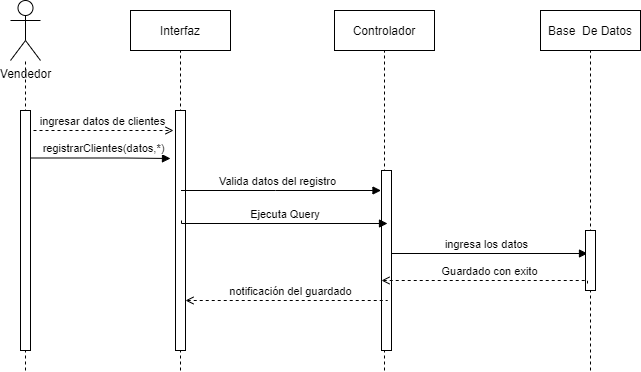 Interfaz
Controlador
Base De Datos
Vendedor
ingresar datos de clientes
registrarClientes(datos,*)
Valida datos del registro
Ejecuta Query
ingresa los datos
Guardado con exito
notificación del guardado